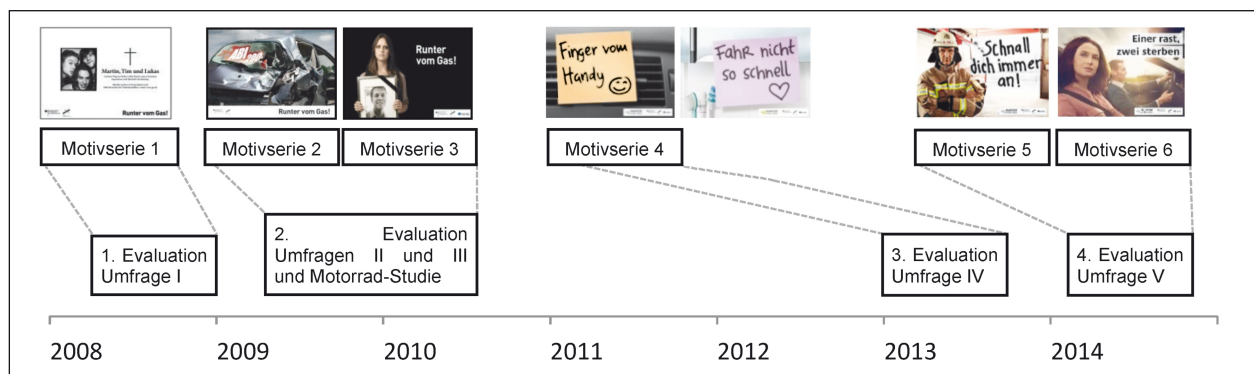 Martin, Tim und Lukas
Runter vom Gas!
Runter vom Gas!
Runter
vom Gas!
Finger vom
Handy
Fahr nicht
so schnell
Schnall
dich immer
an!
Einer rast,
zwei sterben
Motivserie 1
Motivserie 2
Motivserie 3
Motivserie 4
Motivserie 5
Motivserie 6
1. Evaluation
Umfrage I
2. Evaluation
Umfragen II und III
und Motorrad-Studie
3. Evaluation
Umfrage IV
4. Evaluation
Umfrage V
2008
2009
2010
2011
2012
2013
2014